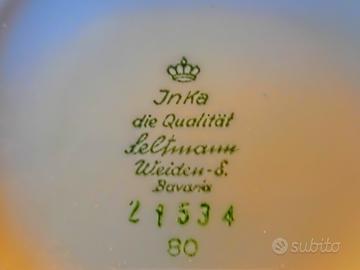 Inka
die Qualität
Seltmann
Weiden-S.
Bavaria
21534
80
subito